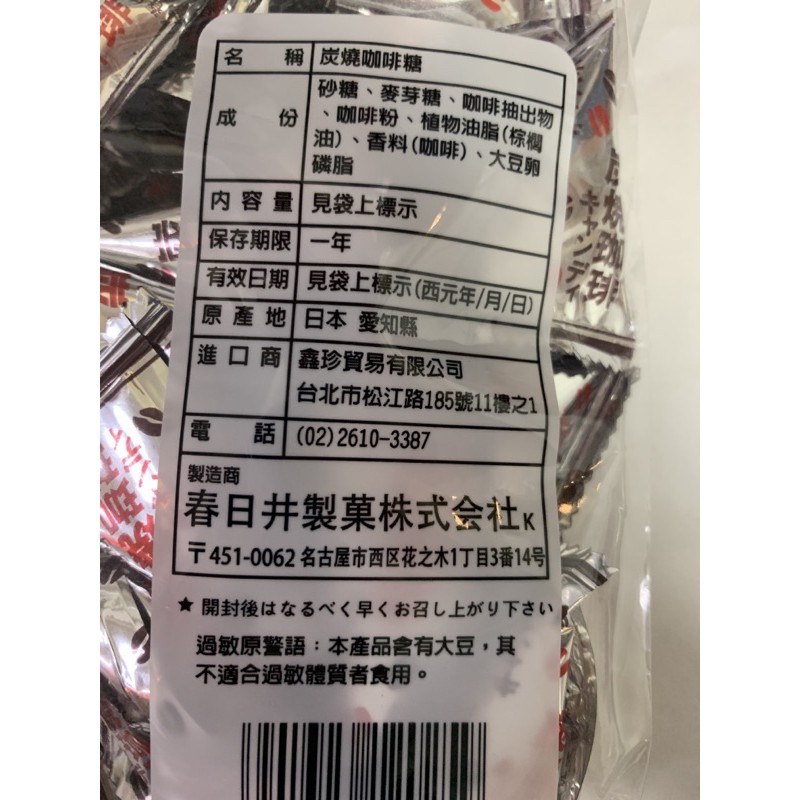 名稱 炭燒咖啡糖
成份 砂糖、麥芽糖、咖啡抽出物
、咖啡粉、植物油脂(棕櫚
油)、香料(咖啡)、大豆卵
磷脂
內容量 見袋上標示
保存期限 一年
有效日期 見袋上標示(西元年/月/日)
原產地 日本 愛知縣
進口商 鑫珍貿易有限公司
台北市松江路185號11樓之1
電話 (02)2610-3387
製造商
春日井製菓株式会社K
〒451-0062 名古屋市西区花之木1丁目3番14号
★ 開封後はなるべく早くお召し上がり下さい
過敏原警語：本產品含有大豆，其
不適合過敏體質者食用。
炭焼珈琲
キャンディ